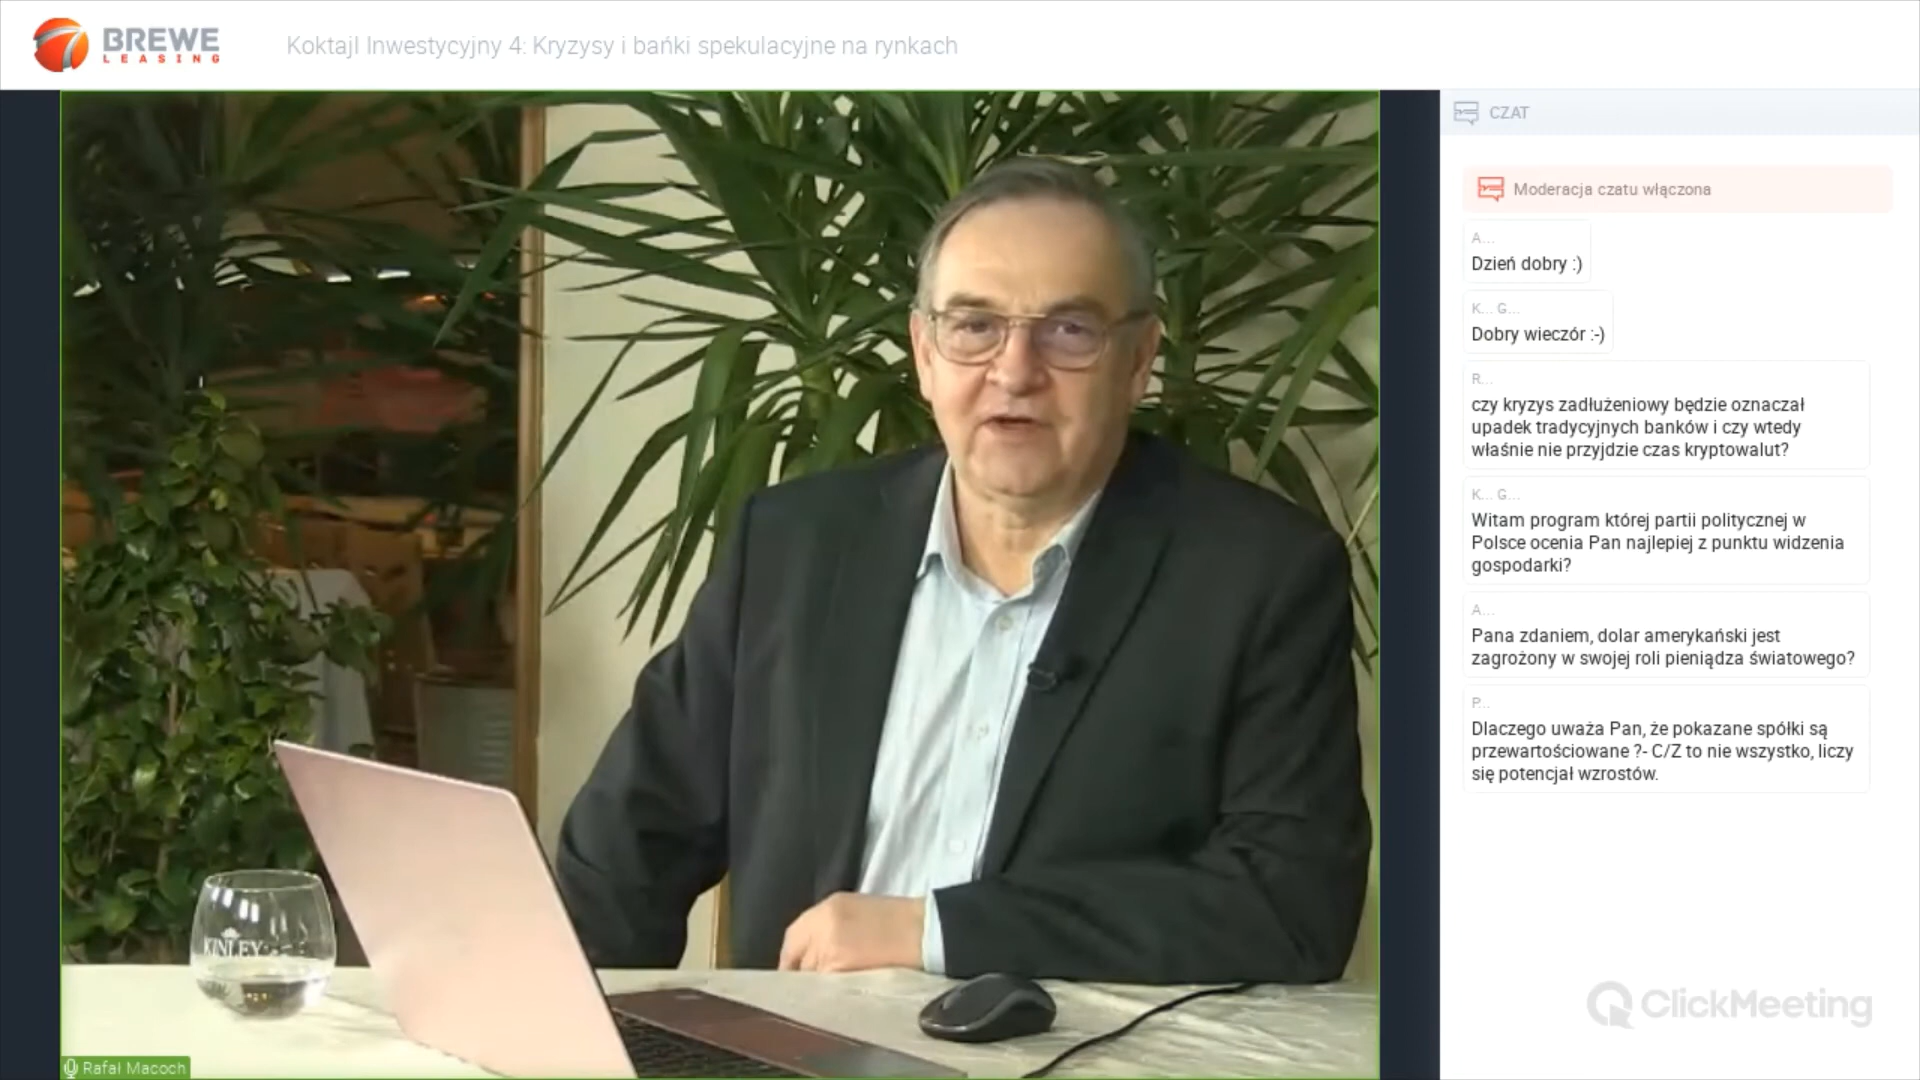 BREWE
LEASING
Koktajl Inwestycyjny 4: Kryzysy i bańki spekulacyjne na rynkach
CZAT
Moderacja czatu włączona
A...
Dzień dobry :)
K... G...
Dobry wieczór :-)
R...
czy kryzys zadłużeniowy będzie oznaczał
upadek tradycyjnych banków i czy wtedy
właśnie nie przyjdzie czas kryptowalut?
K... G...
Witam program której partii politycznej w
Polsce ocenia Pan najlepiej z punktu widzenia
gospodarki?
A...
Pana zdaniem, dolar amerykański jest
zagrożony w swojej roli pieniądza światowego?
P...
Dlaczego uważa Pan, że pokazane spółki są
przewartościowane ?- C/Z to nie wszystko, liczy
się potencjał wzrostów.
KINLEY
ClickMeeting
Rafał Macoch